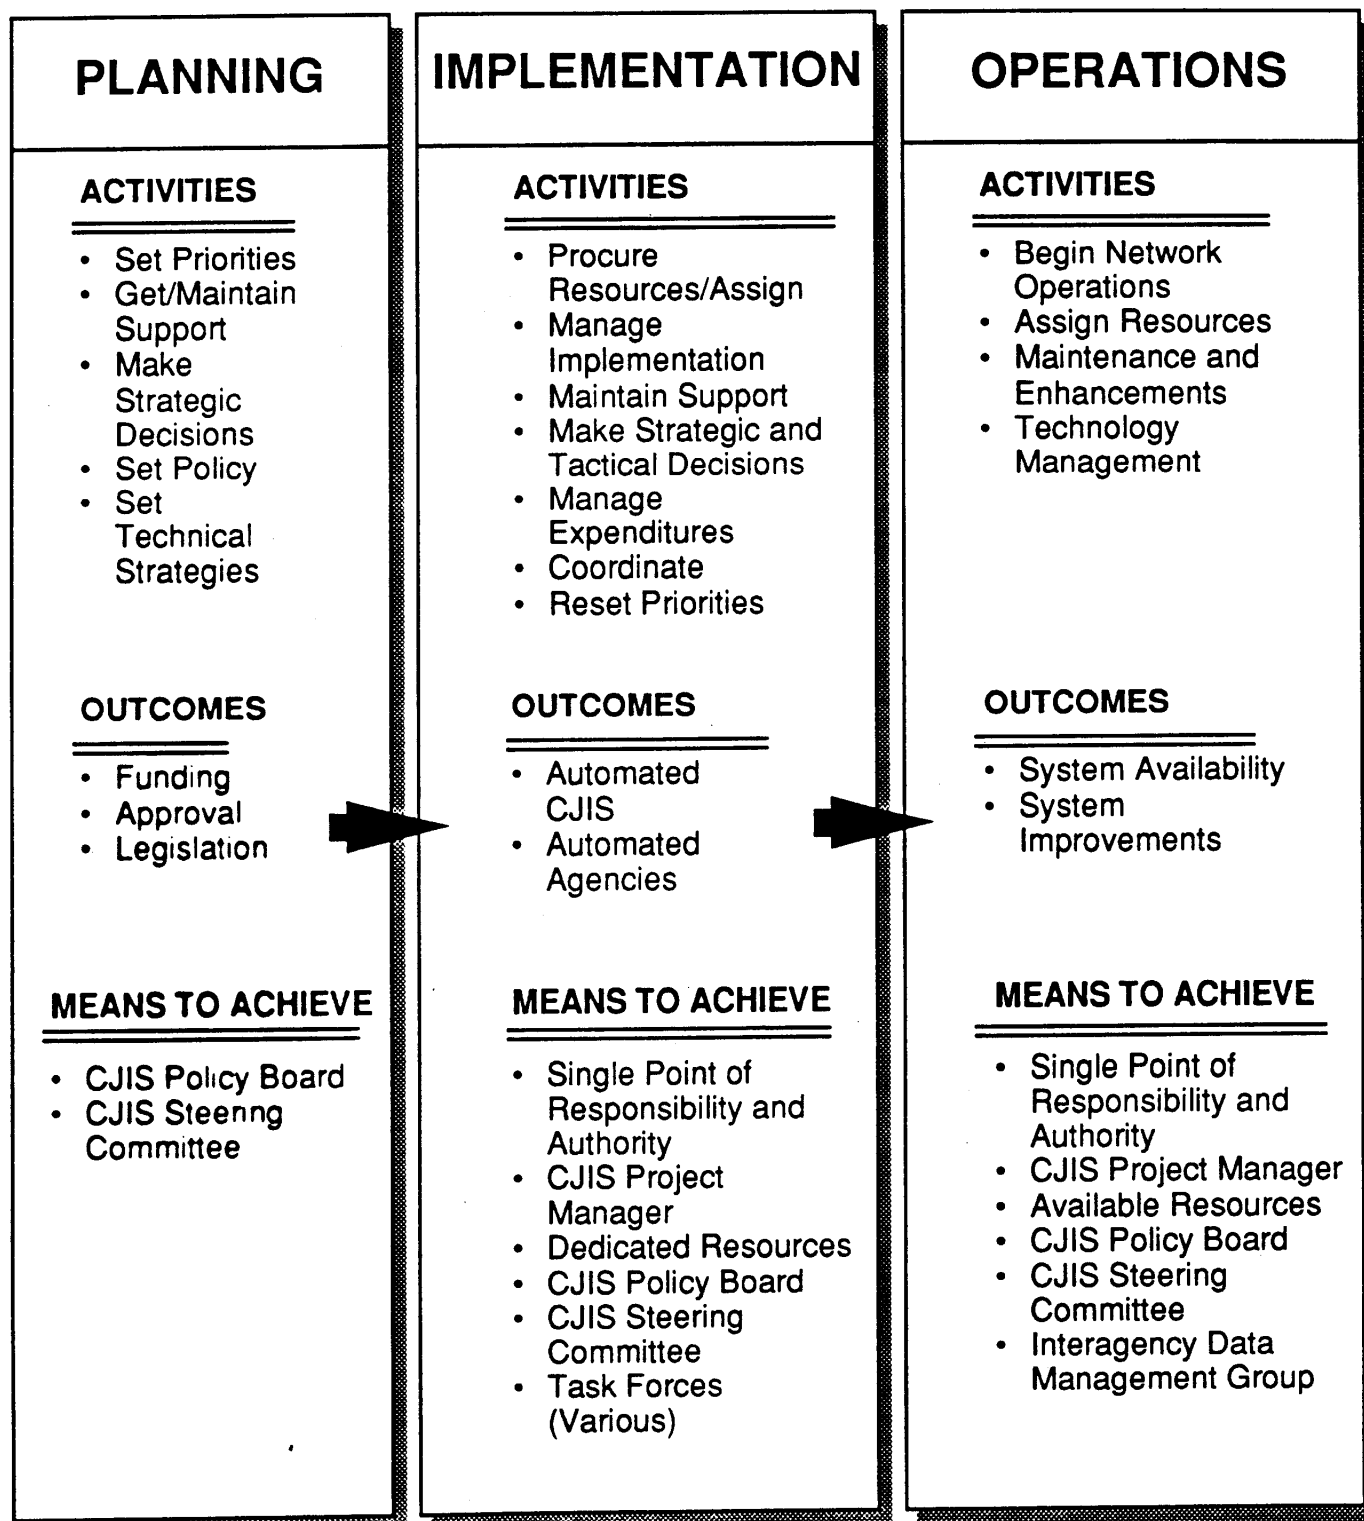 PLANNING
ACTIVITIES
• Set Priorities
• Get/Maintain
Support
• Make
Strategic
Decisions
• Set Policy
• Set
Technical
Strategies
OUTCOMES
• Funding
• Approval
• Legislation
MEANS TO ACHIEVE
• CJIS Policy Board
• CJIS Steering
Committee
IMPLEMENTATION
ACTIVITIES
• Procure
Resources/Assign
• Manage
Implementation
• Maintain Support
• Make Strategic and
Tactical Decisions
• Manage
Expenditures
• Coordinate
• Reset Priorities
OUTCOMES
• Automated
CJIS
• Automated
Agencies
MEANS TO ACHIEVE
• Single Point of
Responsibility and
Authority
• CJIS Project
Manager
• Dedicated Resources
• CJIS Policy Board
• CJIS Steering
Committee
• Task Forces
(Various)
OPERATIONS
ACTIVITIES
• Begin Network
Operations
• Assign Resources
• Maintenance and
Enhancements
• Technology
Management
OUTCOMES
• System Availability
• System
Improvements
MEANS TO ACHIEVE
• Single Point of
Responsibility and
Authority
• CJIS Project Manager
• Available Resources
• CJIS Policy Board
• CJIS Steering
Committee
• Interagency Data
Management Group